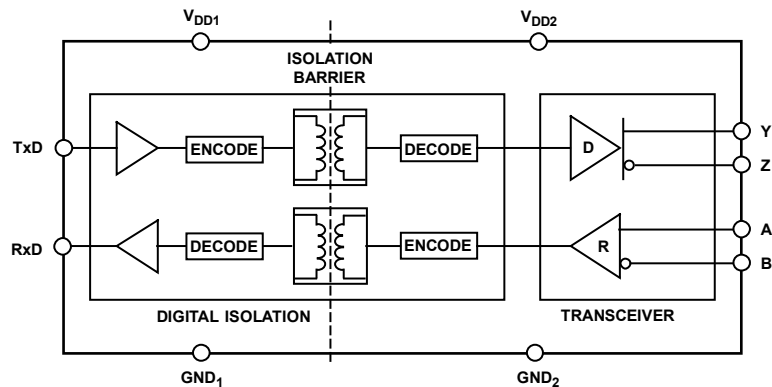 VDD1
VDD2
ISOLATION
BARRIER
TxD
ENCODE
DECODE
D
Y
Z
RxD
DECODE
ENCODE
R
A
B
DIGITAL ISOLATION
TRANSCEIVER
GND1
GND2